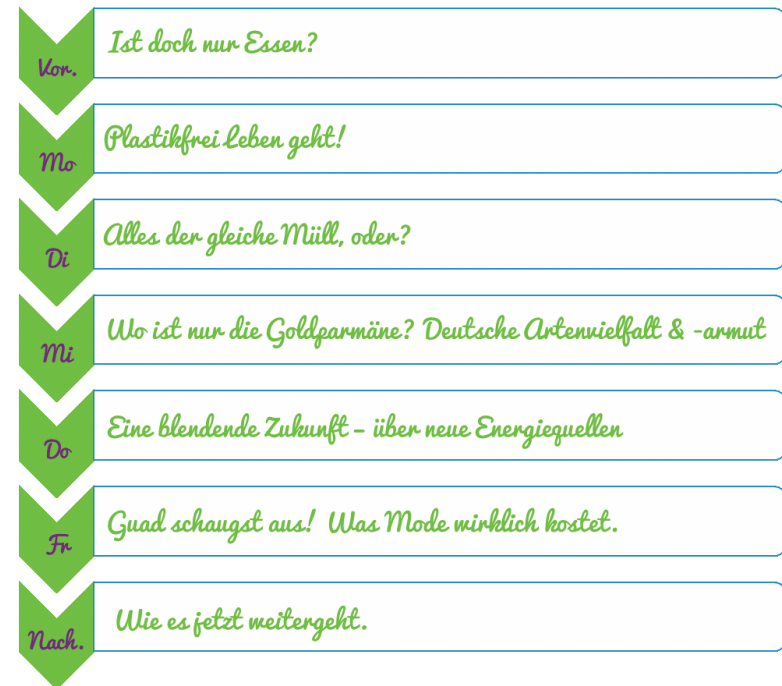 Vor.
Ist doch nur Essen?
Mo
Plastikfrei Leben geht!
Di
Alles der gleiche Müll, oder?
Mi
Wo ist nur die Goldparmäne? Deutsche Artenvielfalt & -armut
Do
Eine blendende Zukunft – über neue Energiequellen
Fr
Guad schaugst aus! Was Mode wirklich kostet.
Nach.
Wie es jetzt weitergeht.